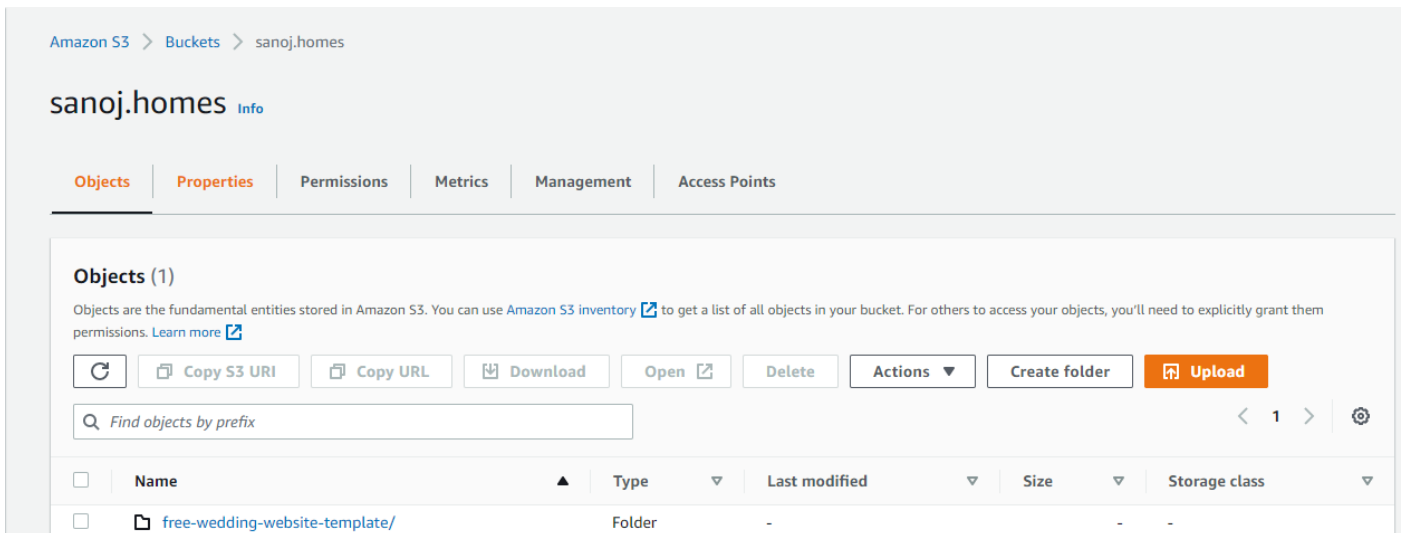 Amazon S3 > Buckets > sanoj.homes
sanoj.homes Info
Objects Properties Permissions Metrics Management Access Points
Objects (1)
Objects are the fundamental entities stored in Amazon S3. You can use Amazon S3 inventory to get a list of all objects in your bucket. For others to access your objects, you'll need to explicitly grant them
permissions. Learn more
Copy S3 URI Copy URL Download Open Delete Actions Create folder Upload
Find objects by prefix < 1 >
Name Type Last modified Size Storage class
free-wedding-website-template/ Folder - - -